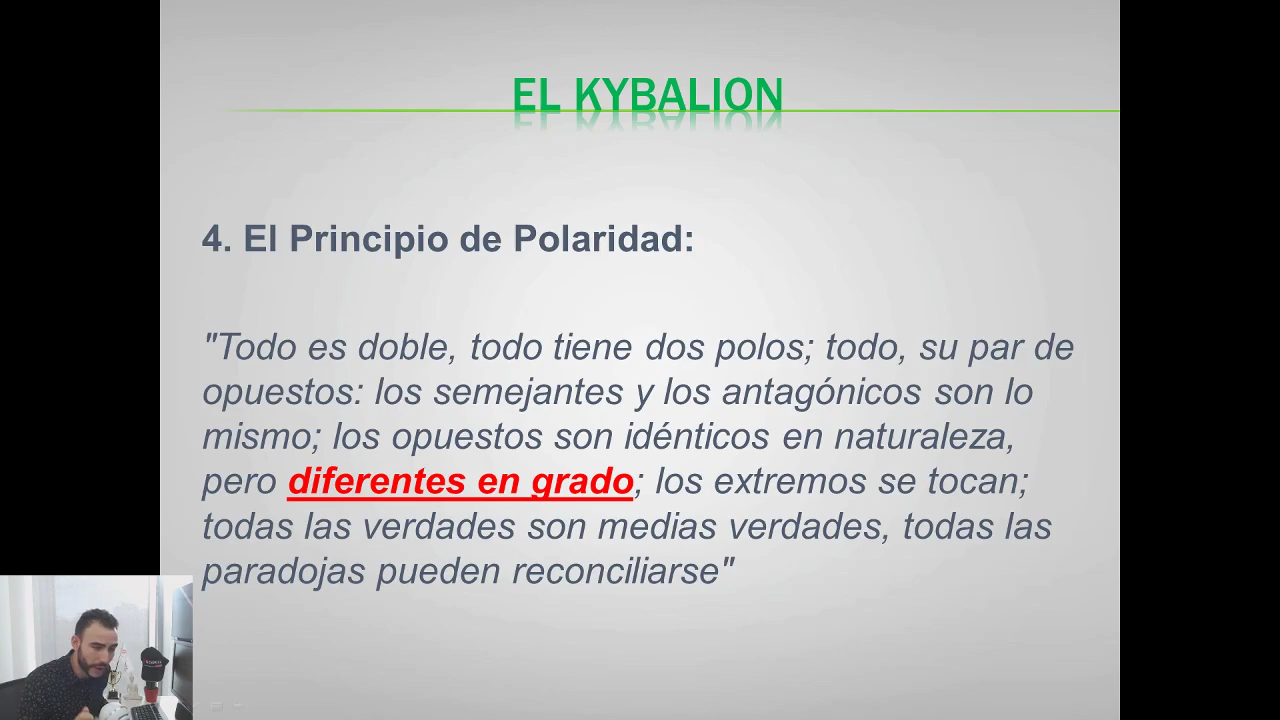 EL KYBALION
4. El Principio de Polaridad:
"Todo es doble, todo tiene dos polos; todo, su par de
opuestos: los semejantes y los antagónicos son lo
mismo; los opuestos son idénticos en naturaleza,
pero diferentes en grado; los extremos se tocan;
todas las verdades son medias verdades, todas las
paradojas pueden reconciliarse"